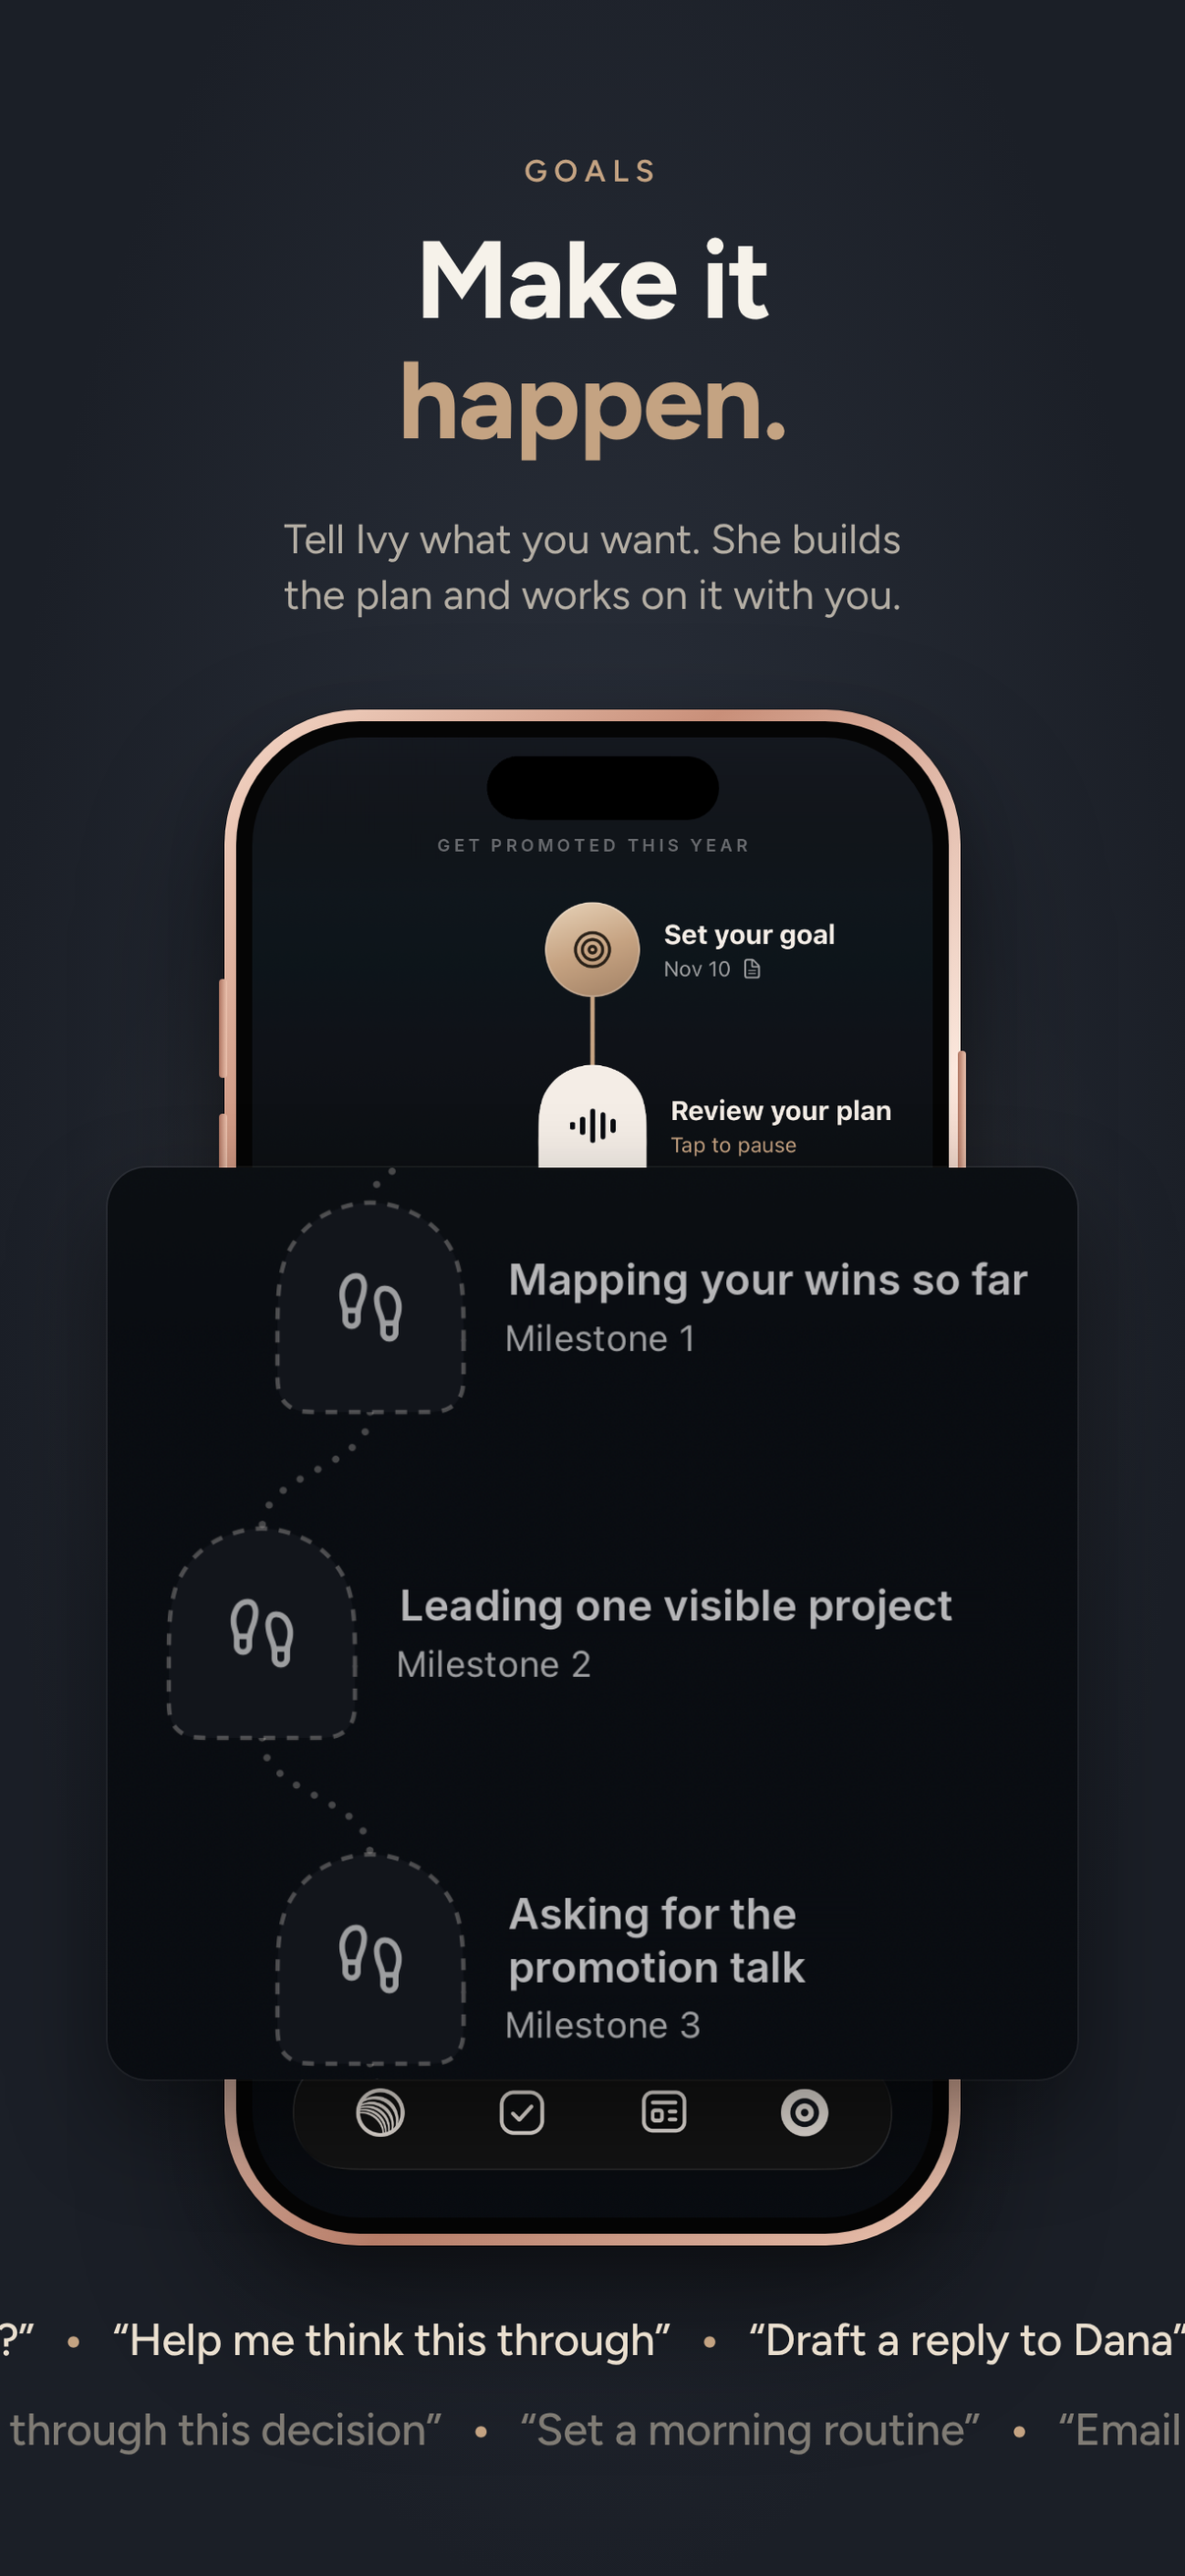 GOALS
Make it
happen.
Tell Ivy what you want. She builds
the plan and works on it with you.
GET PROMOTED THIS YEAR
Set your goal
Nov 10
Review your plan
Tap to pause
Mapping your wins so far
Milestone 1
Leading one visible project
Milestone 2
Asking for the
promotion talk
Milestone 3
?” • “Help me think this through” • “Draft a reply to Dana”
through this decision” • “Set a morning routine” • “Email